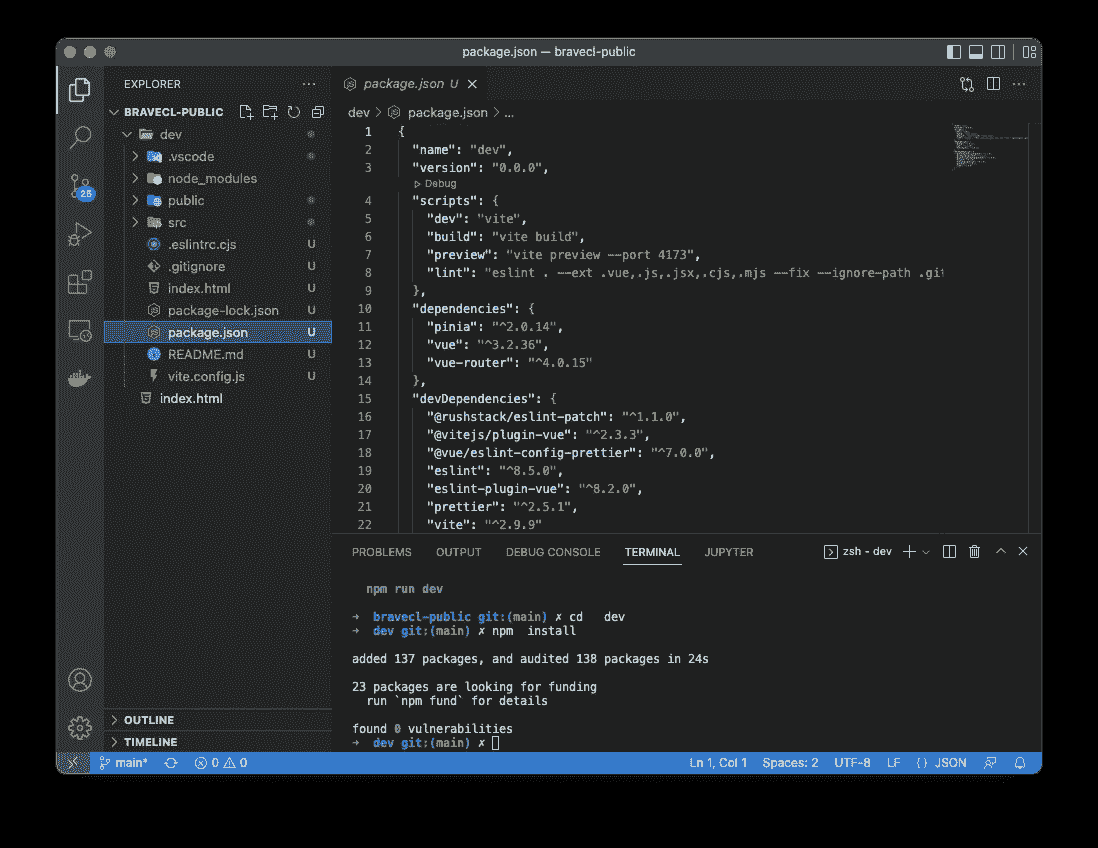 package.json — bravecl-public
EXPLORER
BRAVECL-PUBLIC
dev
.vscode
node_modules
public
src
.eslintrc.cjs U
.gitignore U
index.html U
package-lock.json U
package.json U
README.md U
vite.config.js U
index.html
OUTLINE
TIMELINE
25
package.json U
dev > package.json > ...
1 {
2 "name": "dev",
3 "version": "0.0.0",
Debug
4 "scripts": {
5 "dev": "vite",
6 "build": "vite build",
7 "preview": "vite preview --port 4173",
8 "lint": "eslint . --ext .vue,.js,.jsx,.cjs,.mjs --fix --ignore-path .git
9 },
10 "dependencies": {
11 "pinia": "^2.0.14",
12 "vue": "^3.2.36",
13 "vue-router": "^4.0.15"
14 },
15 "devDependencies": {
16 "@rushstack/eslint-patch": "^1.1.0",
17 "@vitejs/plugin-vue": "^2.3.3",
18 "@vue/eslint-config-prettier": "^7.0.0",
19 "eslint": "^8.5.0",
20 "eslint-plugin-vue": "^8.2.0",
21 "prettier": "^2.5.1",
22 "vite": "^2.9.9"
PROBLEMS OUTPUT DEBUG CONSOLE TERMINAL JUPYTER zsh - dev
npm run dev
→ bravecl-public git:(main) ✗ cd dev
→ dev git:(main) ✗ npm install
added 137 packages, and audited 138 packages in 24s
23 packages are looking for funding
run `npm fund` for details
found 0 vulnerabilities
→ dev git:(main) ✗
main* 0 0 Ln 1, Col 1 Spaces: 2 UTF-8 LF {} JSON